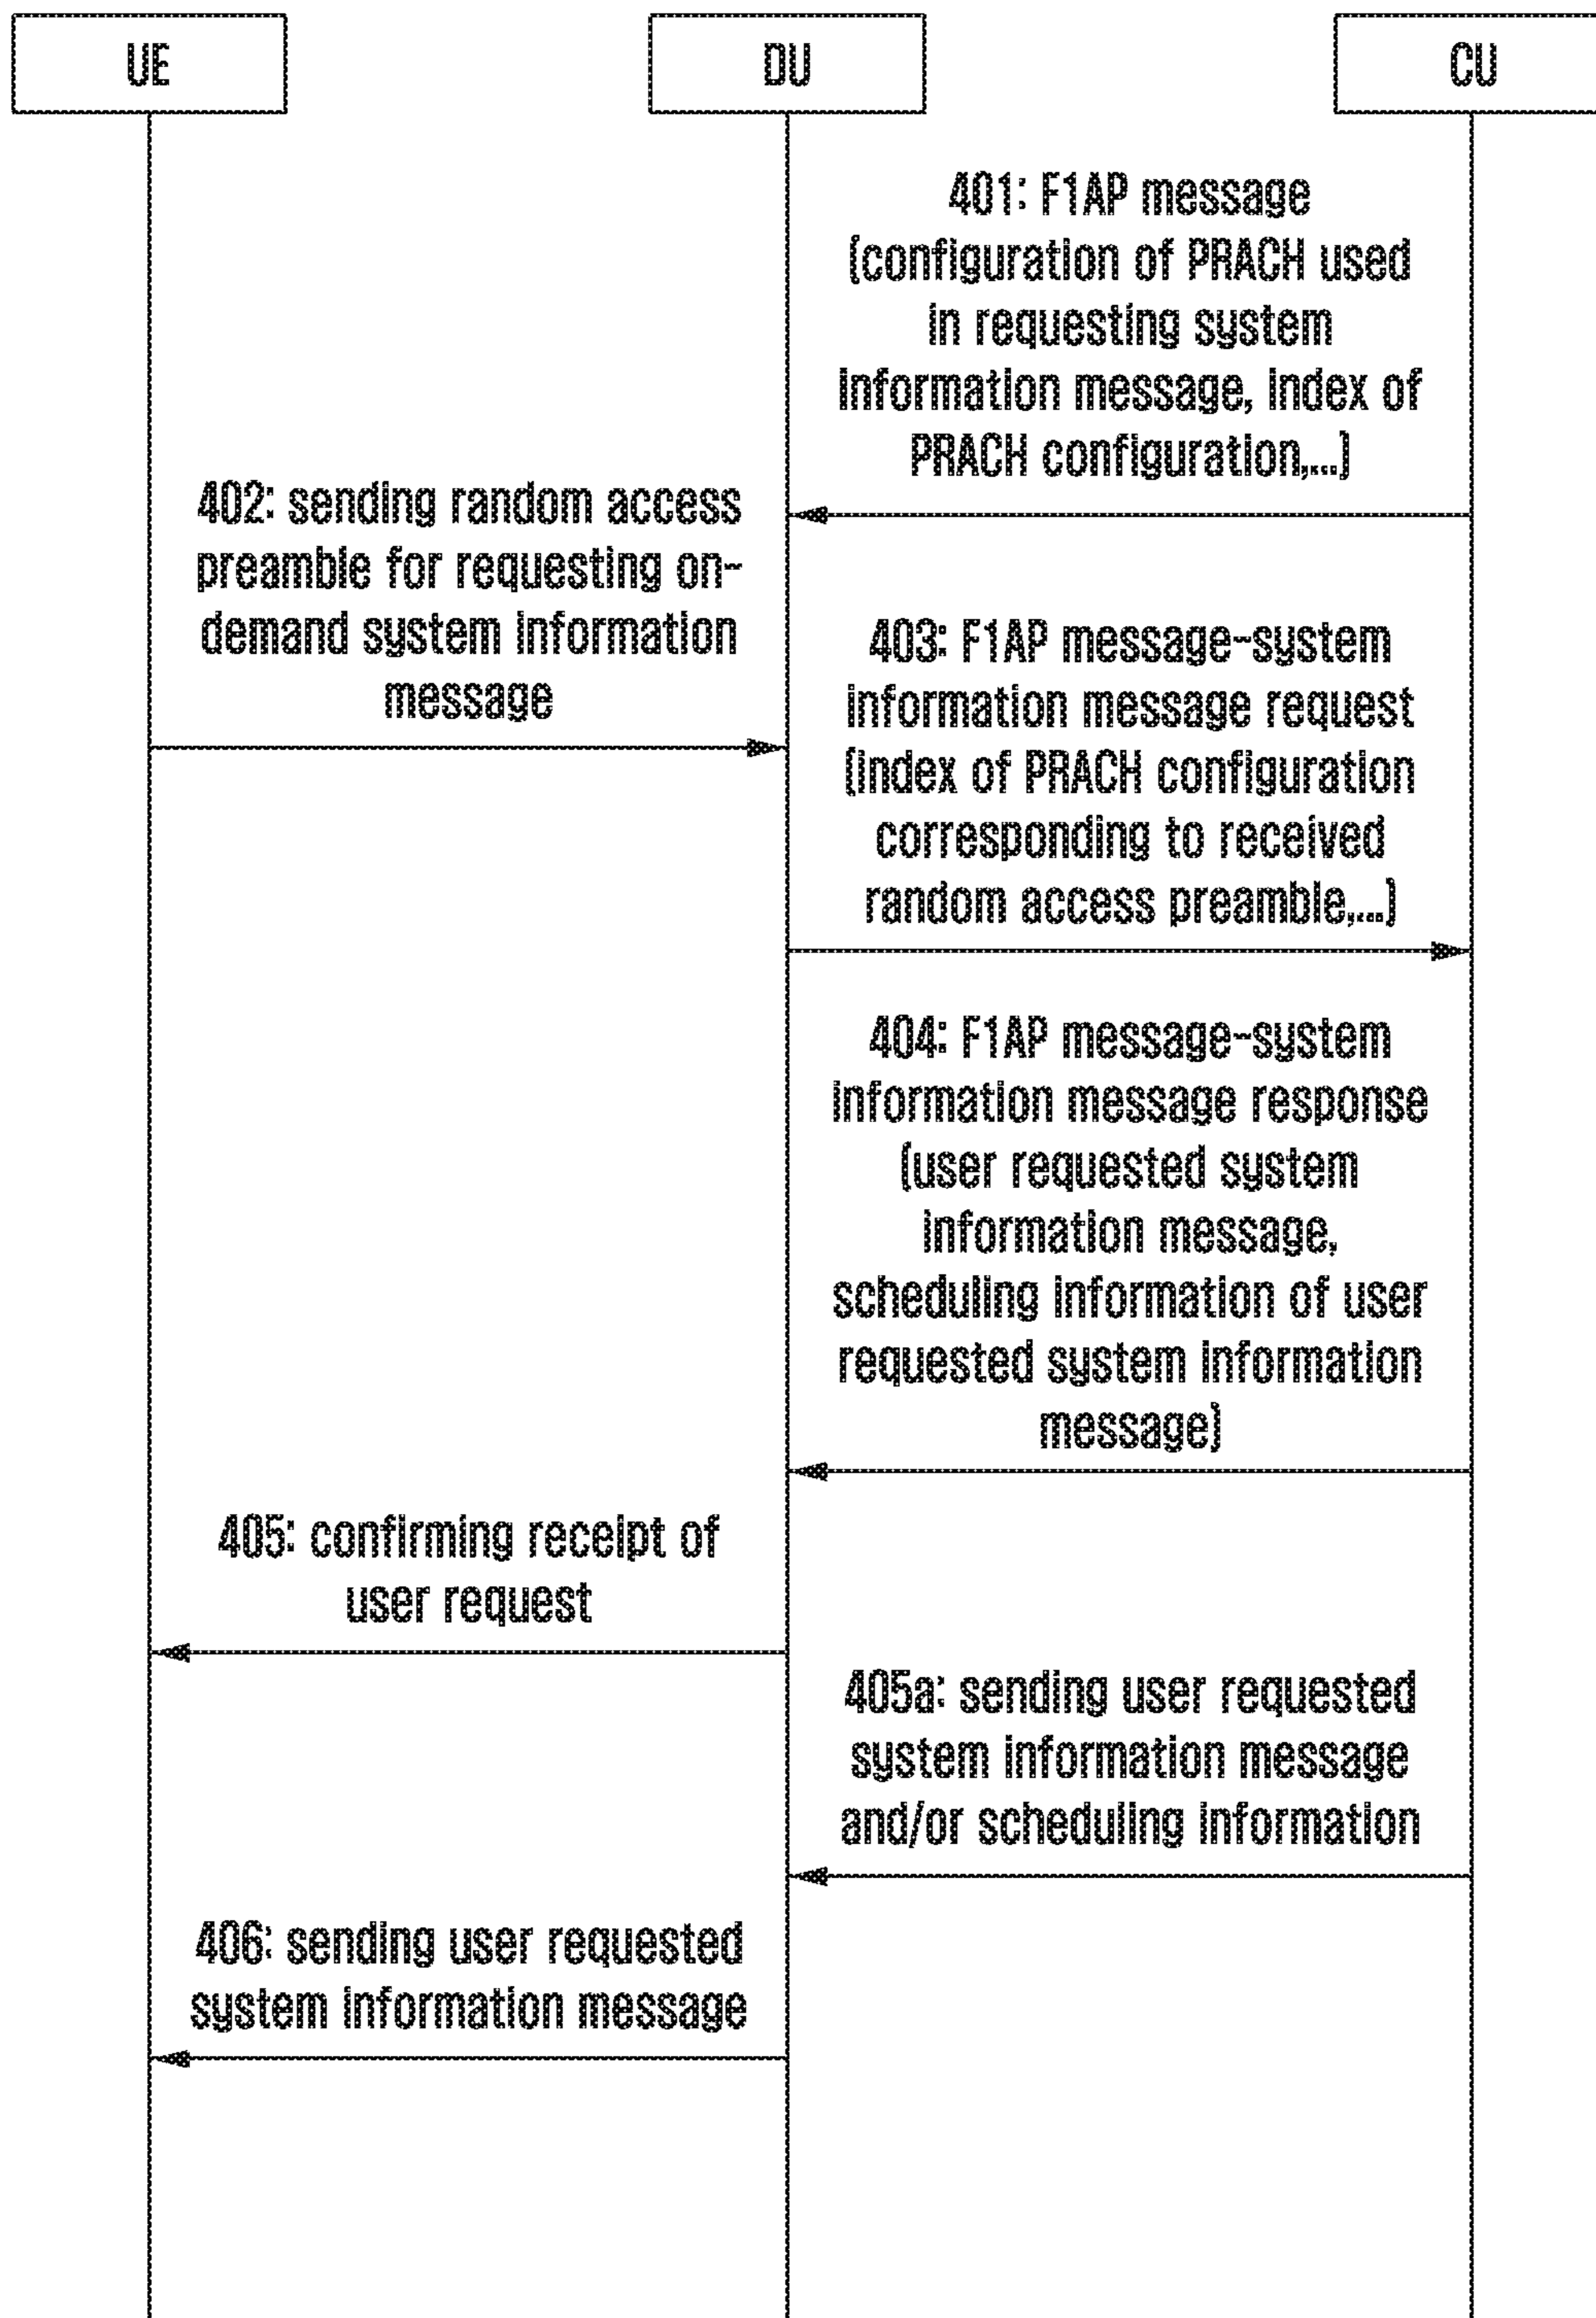 UE
DU
CU
401: F1AP message
(configuration of PRACH used
in requesting system
information message, index of
PRACH configuration,...)
402: sending random access
preamble for requesting on-
demand system information
message
403: F1AP message-system
information message request
(index of PRACH configuration
corresponding to received
random access preamble,...)
404: F1AP message-system
information message response
(user requested system
information message,
scheduling information of user
requested system information
message)
405: confirming receipt of
user request
405a: sending user requested
system information message
and/or scheduling information
406: sending user requested
system information message